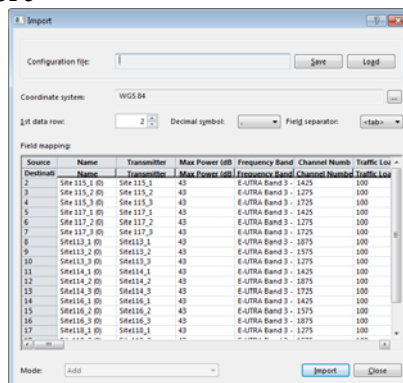 Import
Configuration file:
Save
Load
Coordinate system:
WGS 84
...
1st data row:
2
Decimal symbol:
.
Field separator:
<tab>
Field mapping:
Source Name Transmitter Max Power (dB Frequency Band Channel Numb Traffic Loa
Destinati Name Transmitter Max Power (dB Frequency Band Channel Number Traffic Loa
2 Site 115_1 (0) Site 115_1 43 E-UTRA Band 3 - 1425 100
3 Site 115_2 (0) Site 115_2 43 E-UTRA Band 3 - 1275 100
4 Site 115_3 (0) Site 115_3 43 E-UTRA Band 3 - 1725 100
5 Site 117_1 (0) Site 117_1 43 E-UTRA Band 3 - 1425 100
6 Site 117_2 (0) Site 117_2 43 E-UTRA Band 3 - 1275 100
7 Site 117_3 (0) Site 117_3 43 E-UTRA Band 3 - 1725 100
8 Site113_1 (0) Site113_1 43 E-UTRA Band 3 - 1875 100
9 Site113_2 (0) Site113_2 43 E-UTRA Band 3 - 1575 100
10 Site113_3 (0) Site113_3 43 E-UTRA Band 3 - 1275 100
11 Site114_1 (0) Site114_1 43 E-UTRA Band 3 - 1425 100
12 Site114_2 (0) Site114_2 43 E-UTRA Band 3 - 1875 100
13 Site114_3 (0) Site114_3 43 E-UTRA Band 3 - 1725 100
14 Site116_1 (0) Site116_1 43 E-UTRA Band 3 - 1425 100
15 Site116_2 (0) Site116_2 43 E-UTRA Band 3 - 1575 100
16 Site116_3 (0) Site116_3 43 E-UTRA Band 3 - 1875 100
17 Site118_1 (0) Site118_1 43 E-UTRA Band 3 - 1275 100
Mode:
Add
Import
Close